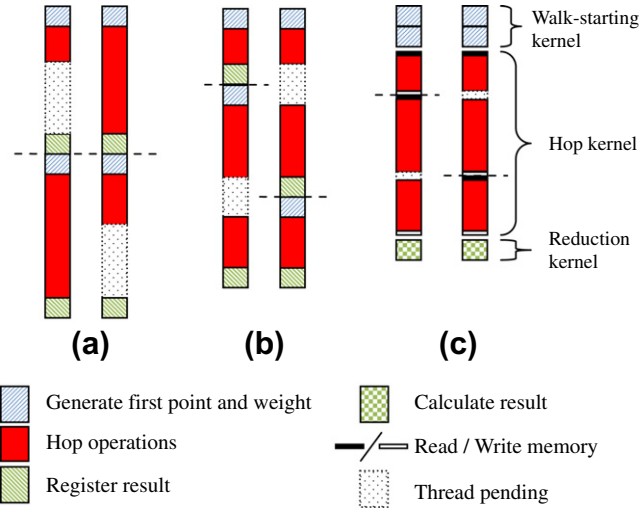 Walk-starting
kernel
Hop kernel
Reduction
kernel
(a)
(b)
(c)
Generate first point and weight
Calculate result
Hop operations
Read / Write memory
Register result
Thread pending